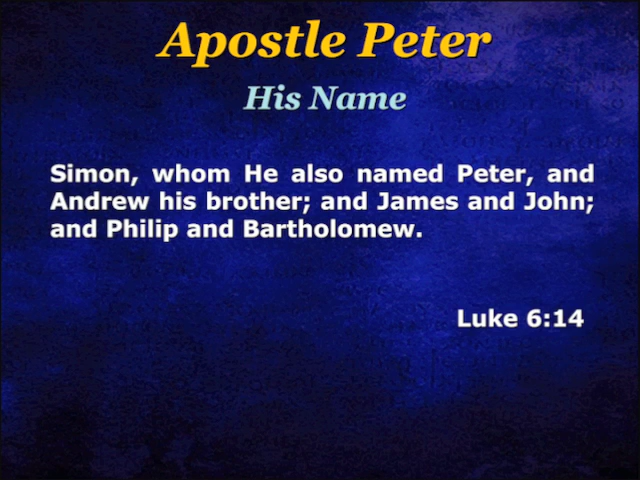 Apostle Peter
His Name
Simon, whom He also named Peter, and
Andrew his brother; and James and John;
and Philip and Bartholomew.
Luke 6:14